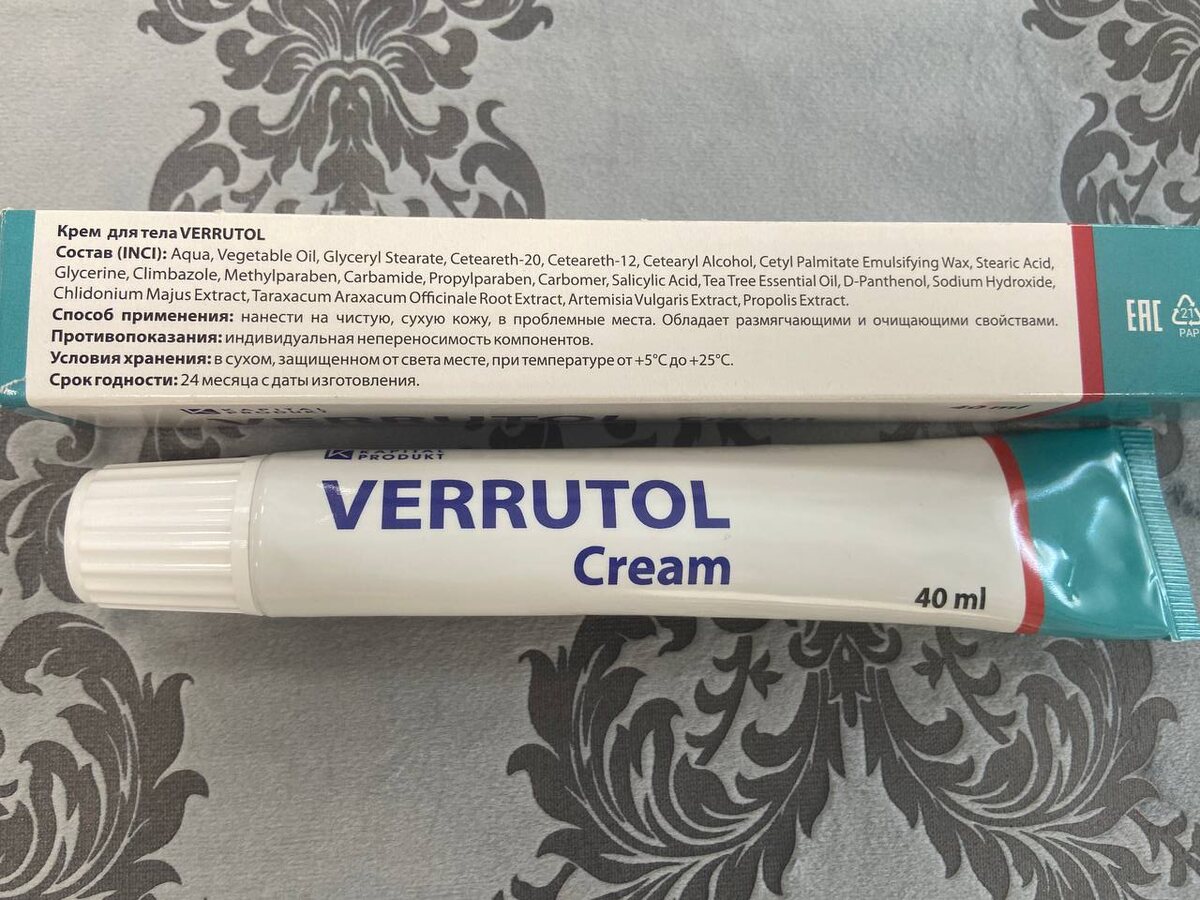 Крем для тела VERRUTOL
Состав (INCI): Aqua, Vegetable Oil, Glyceryl Stearate, Ceteareth-20, Ceteareth-12, Cetearyl Alcohol, Cetyl Palmitate Emulsifying Wax, Stearic Acid,
Glycerine, Climbazole, Methylparaben, Carbamide, Propylparaben, Carbomer, Salicylic Acid, Tea Tree Essential Oil, D-Panthenol, Sodium Hydroxide,
Chlidonium Majus Extract, Taraxacum Araxacum Officinale Root Extract, Artemisia Vulgaris Extract, Propolis Extract.
Способ применения: нанести на чистую, сухую кожу, в проблемные места. Обладает размягчающими и очищающими свойствами.
Противопоказания: индивидуальная непереносимость компонентов.
Условия хранения: в сухом, защищенном от света месте, при температуре от +5°C до +25°C.
Срок годности: 24 месяца с даты изготовления.
EAC
21
PAP
KAPITAL
PRODUKT
VERRUTOL Cream
40 ml
KAPITAL
PRODUKT
VERRUTOL
Cream
40 ml